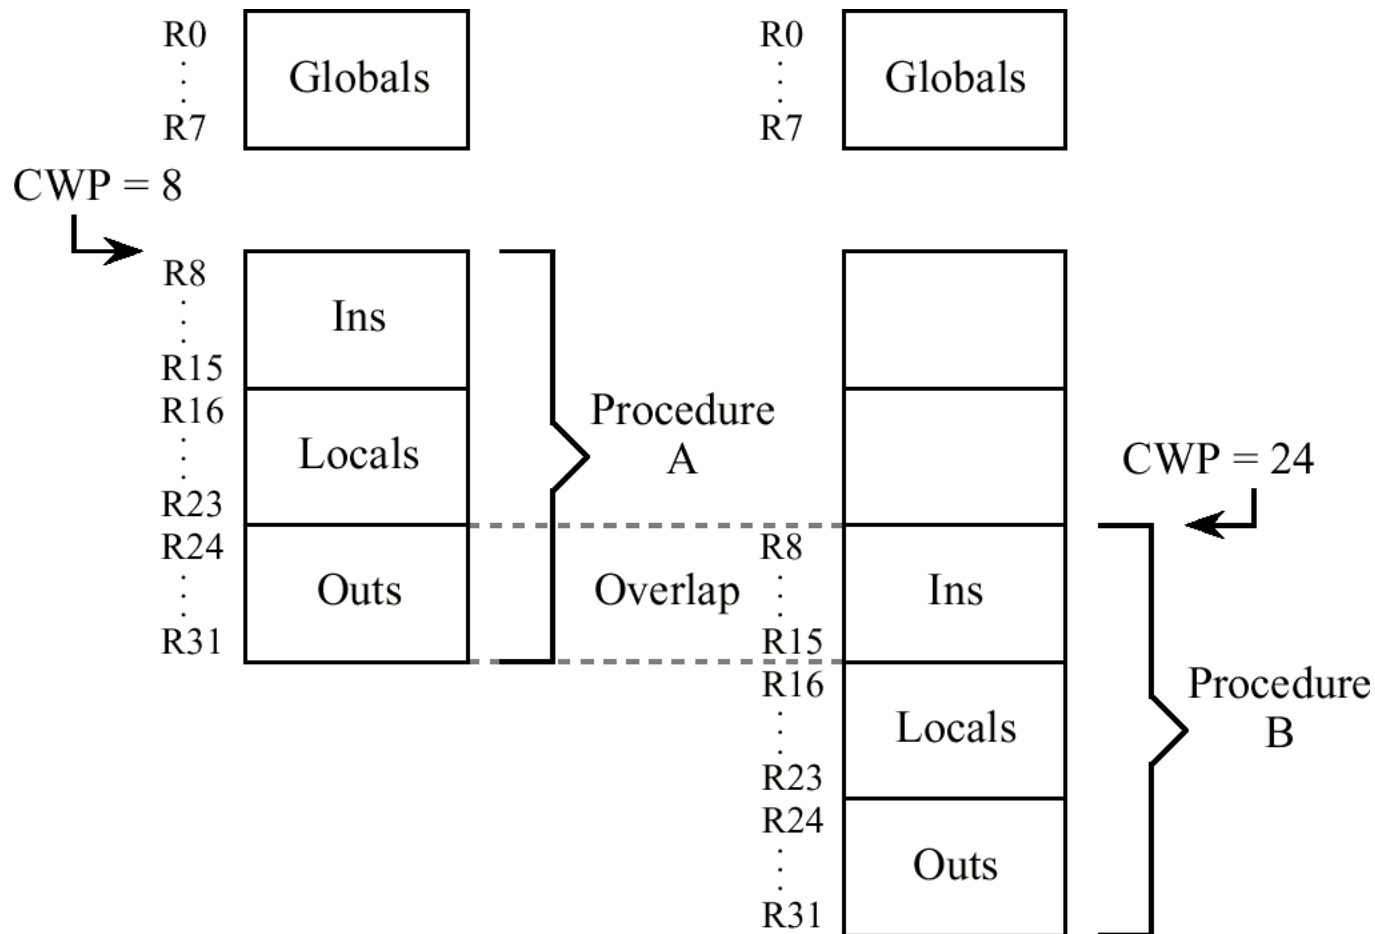 R0
R7
Globals
R0
R7
Globals
CWP = 8
R8
R15
Ins
R16
R23
Locals
R24
R31
Outs
Procedure
A
Overlap
CWP = 24
R8
R15
Ins
R16
R23
Locals
R24
R31
Outs
Procedure
B